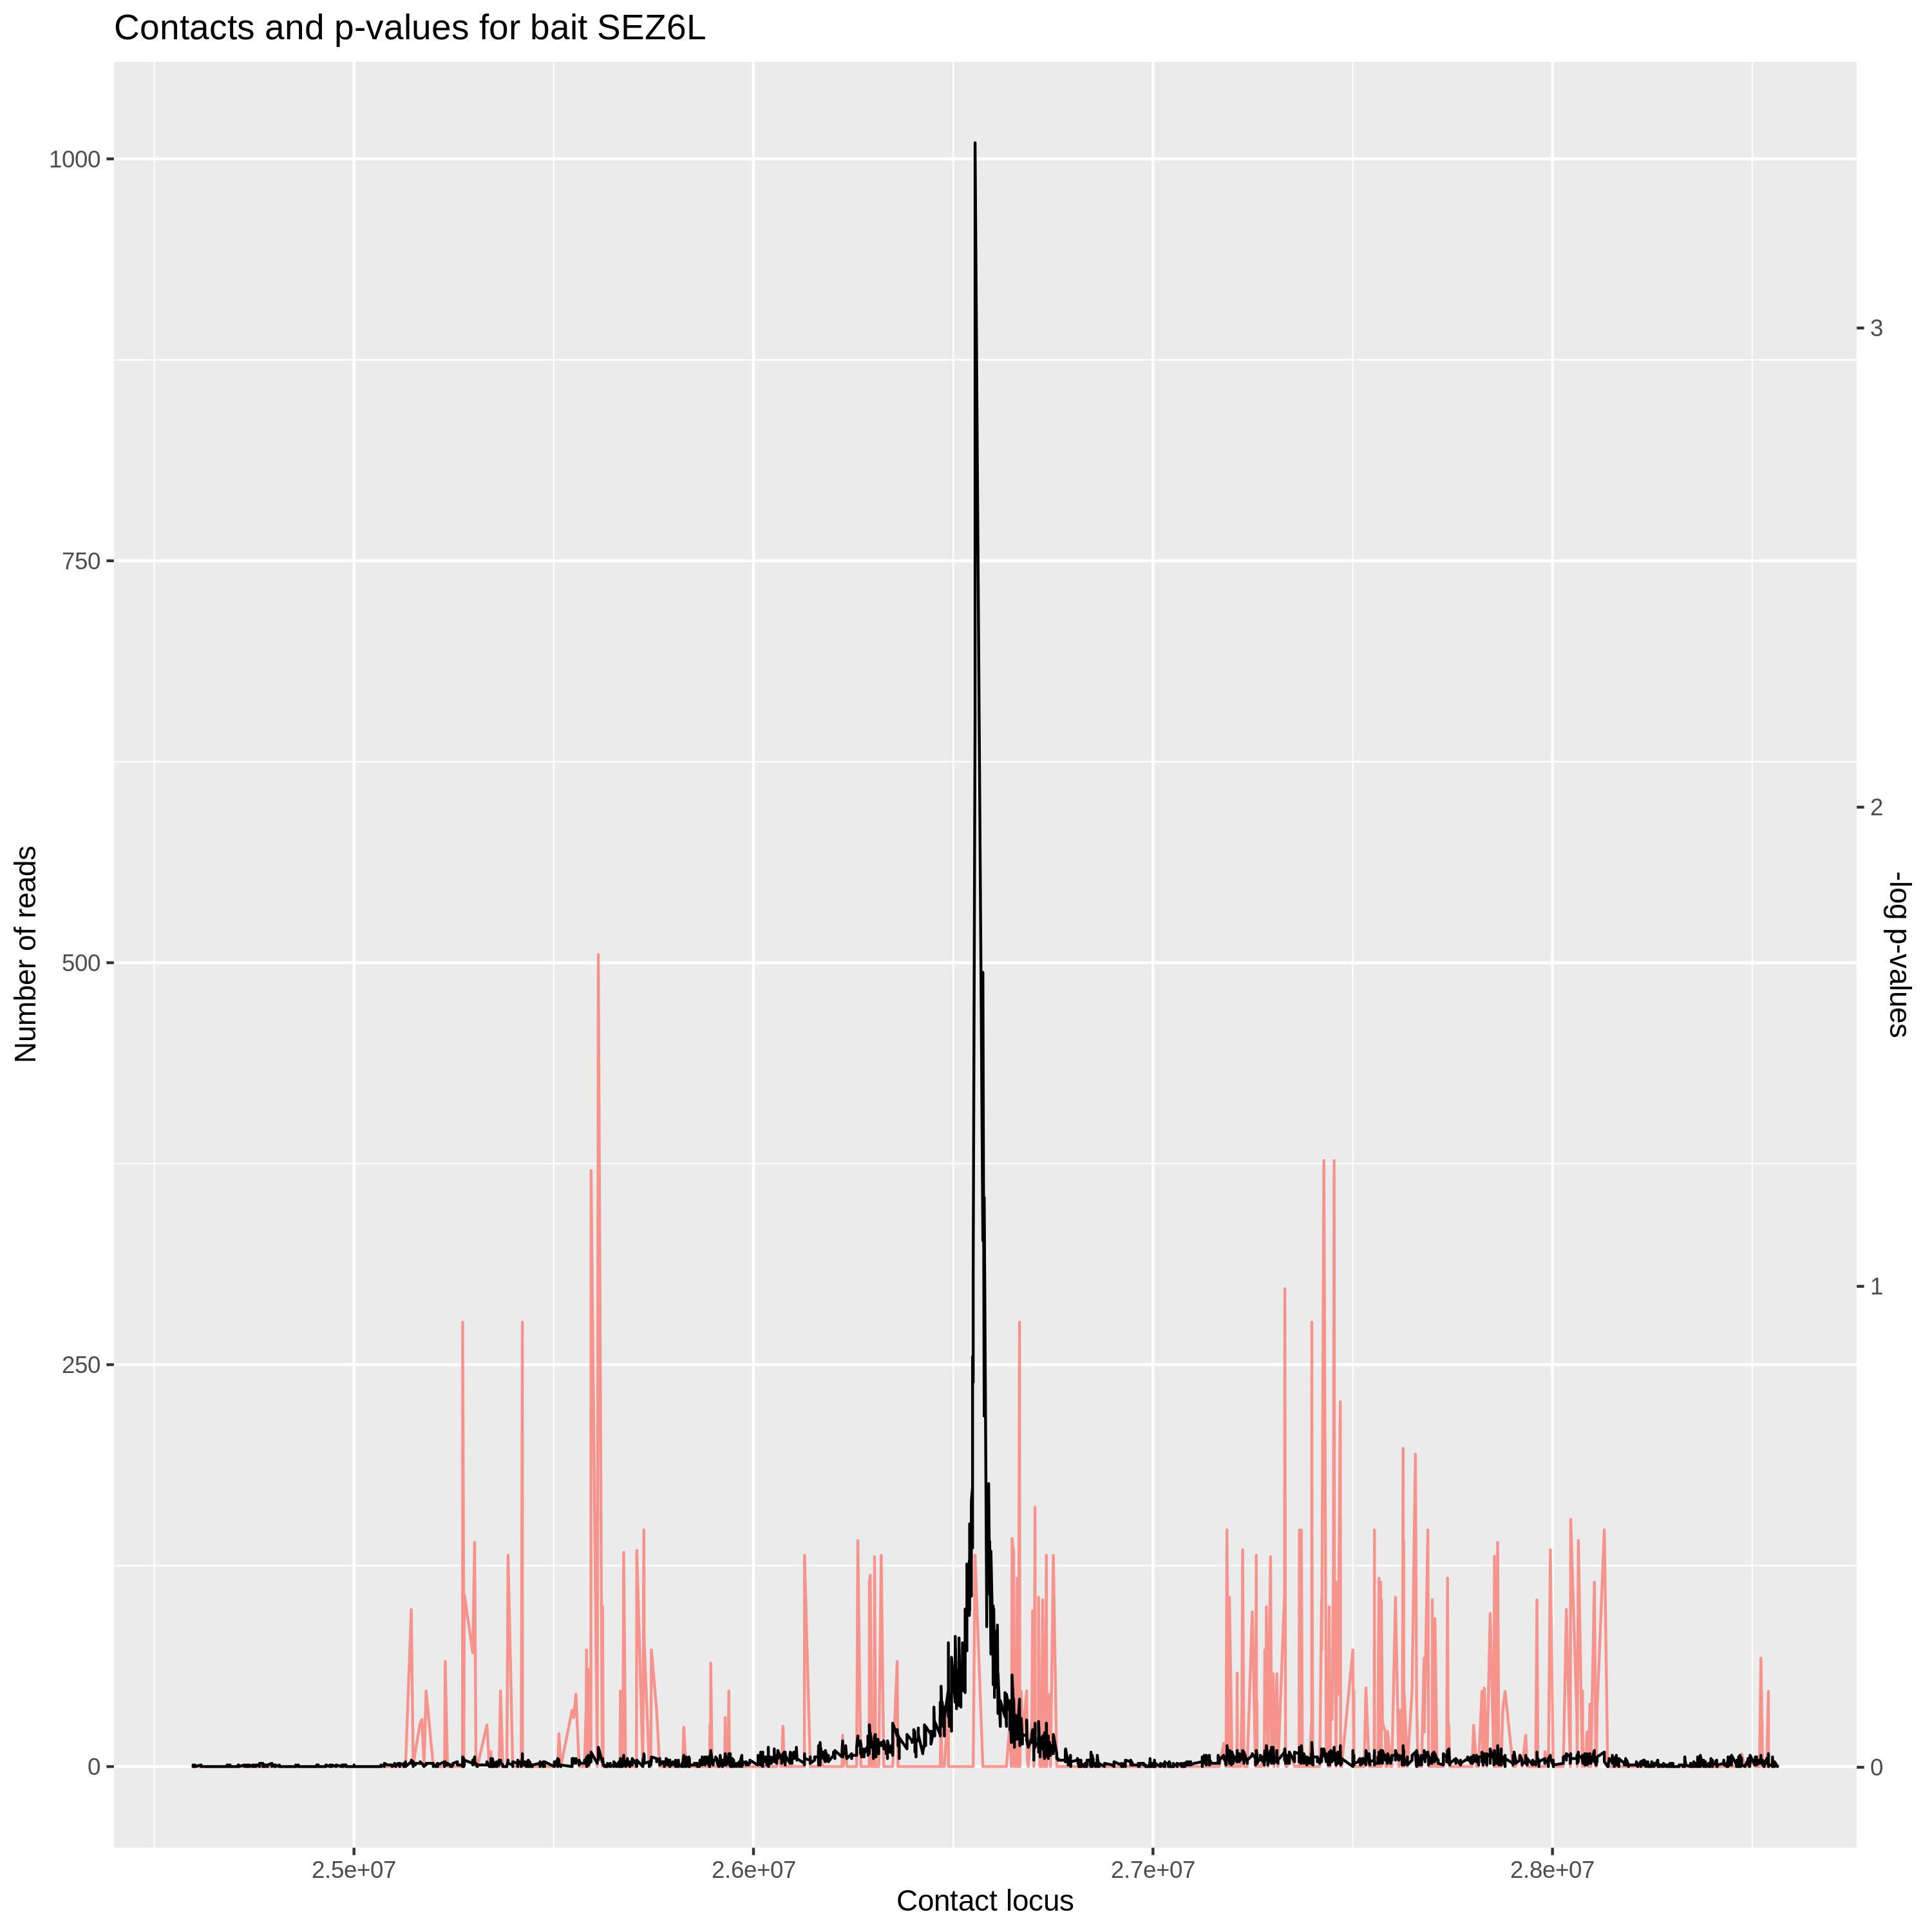 Contacts and p-values for bait SEZ6L
1000
750
500
250
0
Number of reads
3
2
1
0
-log p-values
2.5e+07
2.6e+07
2.7e+07
2.8e+07
Contact locus